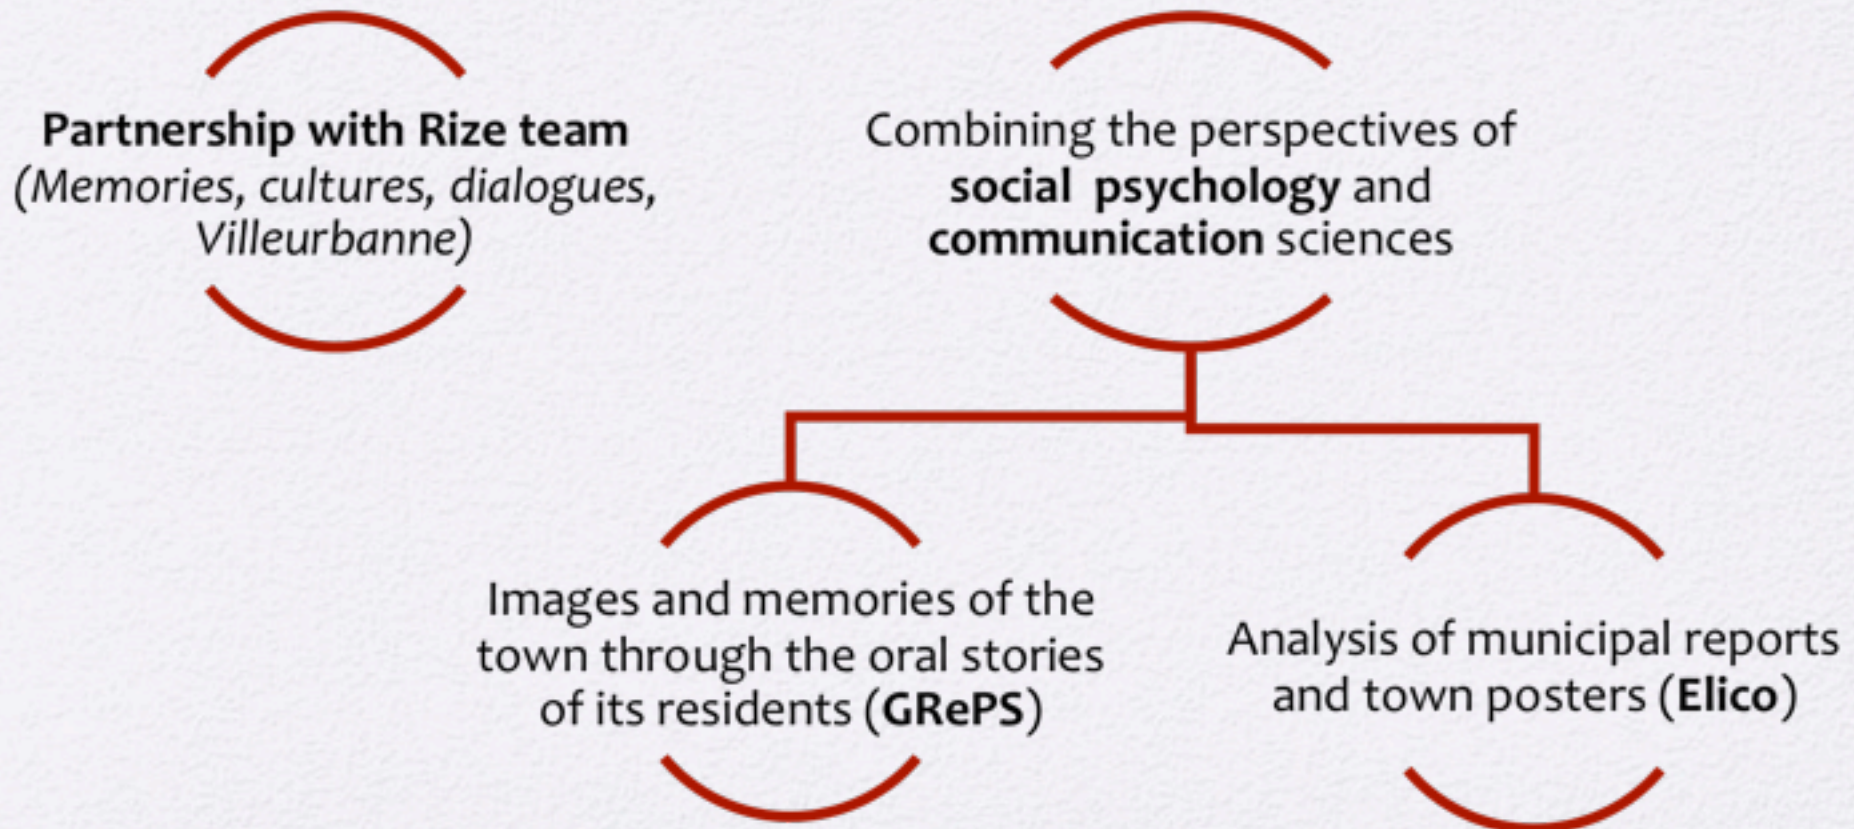 Partnership with Rize team
(Memories, cultures, dialogues,
Villeurbanne)
Combining the perspectives of
social psychology and
communication sciences
Images and memories of the
town through the oral stories
of its residents (GRePS)
Analysis of municipal reports
and town posters (Elico)